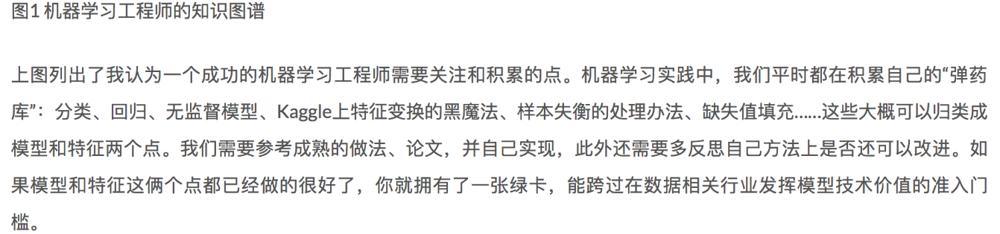 图1 机器学习工程师的知识图谱
上图列出了我认为一个成功的机器学习工程师需要关注和积累的点。机器学习实践中，我们平时都在积累自己的“弹药
库”：分类、回归、无监督模型、Kaggle上特征变换的黑魔法、样本失衡的处理办法、缺失值填充......这些大概可以归类成
模型和特征两个点。我们需要参考成熟的做法、论文，并自己实现，此外还需要多反思自己方法上是否还可以改进。如
果模型和特征这俩个点都已经做的很好了，你就拥有了一张绿卡，能跨过在数据相关行业发挥模型技术价值的准入门
槛。